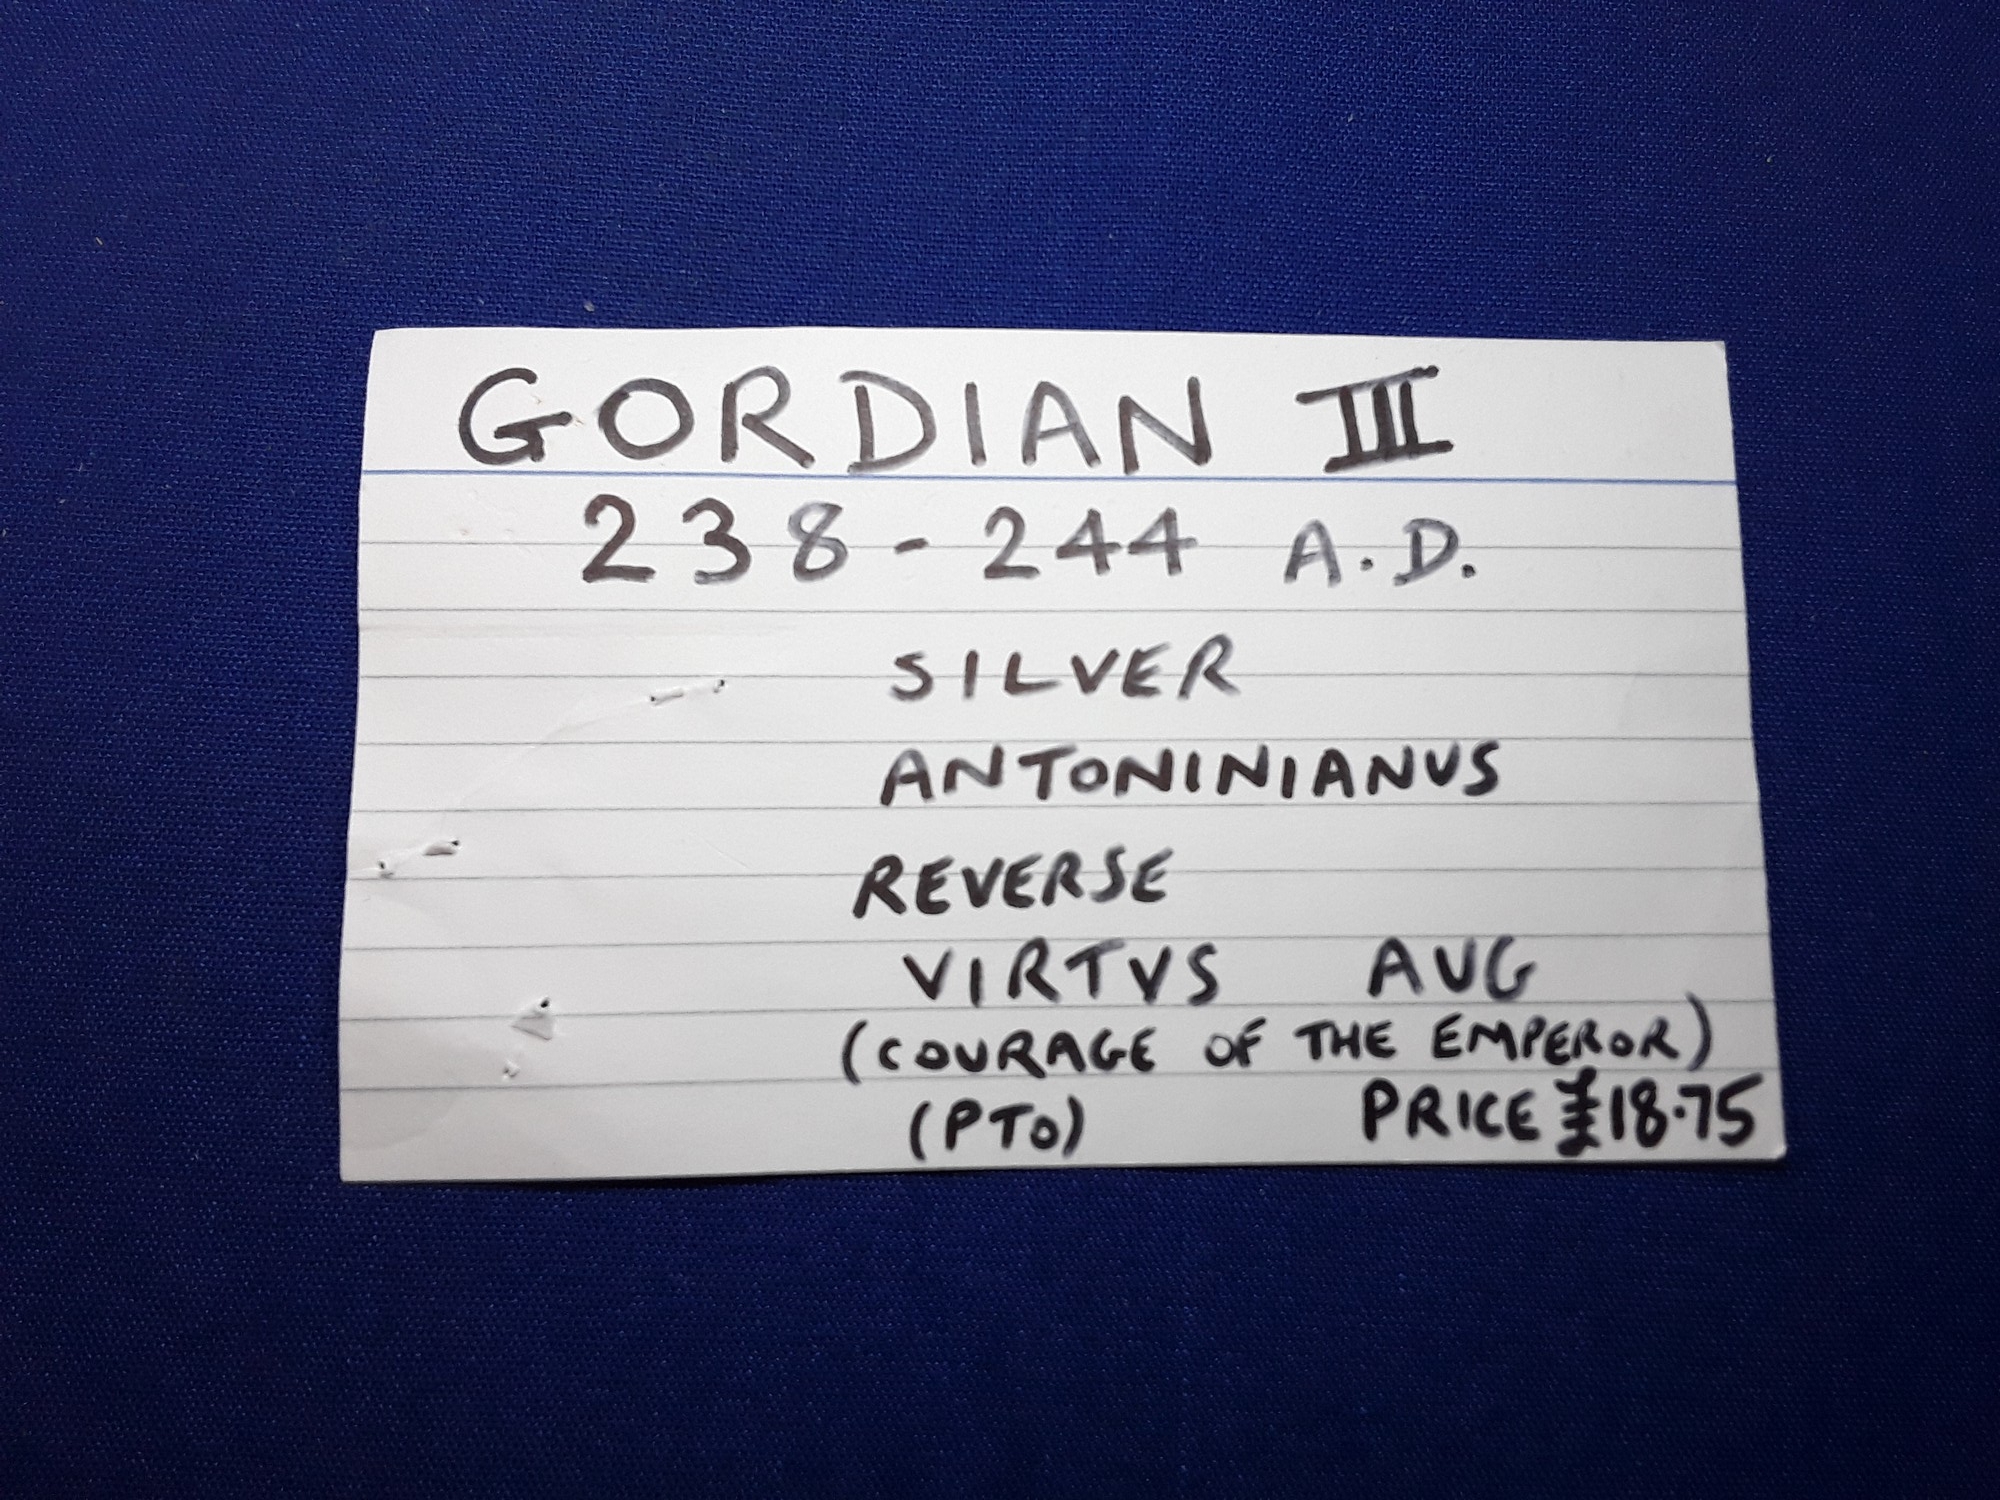 GORDIAN III
238-244 A.D.
SILVER
ANTONINIANUS
REVERSE
VIRTVS AUG
(COURAGE OF THE EMPEROR)
(PTO) PRICE £18.75